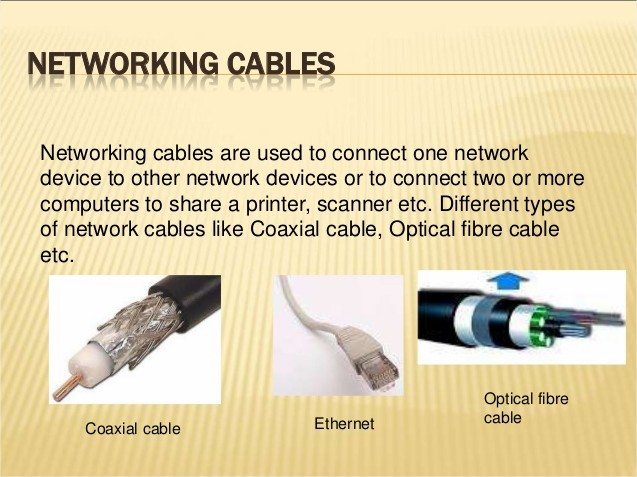 NETWORKING CABLES
Networking cables are used to connect one network
device to other network devices or to connect two or more
computers to share a printer, scanner etc. Different types
of network cables like Coaxial cable, Optical fibre cable
etc.
Coaxial cable
Ethernet
Optical fibre
cable